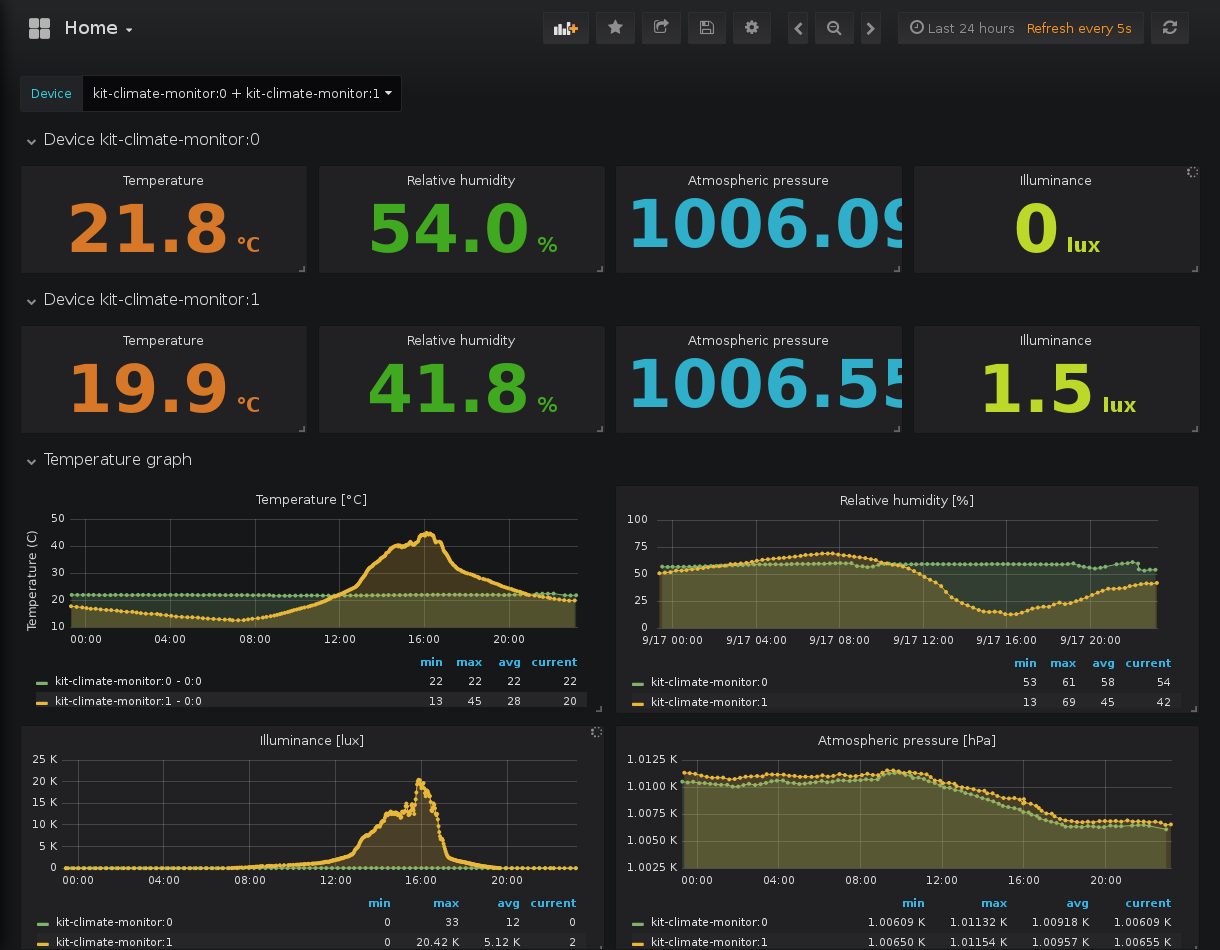 Home
Last 24 hours Refresh every 5s
Device kit-climate-monitor:0 + kit-climate-monitor:1
Device kit-climate-monitor:0
Temperature Relative humidity Atmospheric pressure Illuminance
21.8 °C 54.0 % 1006.09 0 lux
Device kit-climate-monitor:1
Temperature Relative humidity Atmospheric pressure Illuminance
19.9 °C 41.8 % 1006.55 1.5 lux
Temperature graph
Temperature [°C]
Temperature (C)
50
40
30
20
10
00:00 04:00 08:00 12:00 16:00 20:00
min max avg current
kit-climate-monitor:0 - 0:0 22 22 22 22
kit-climate-monitor:1 - 0:0 13 45 28 20
Relative humidity [%]
100
75
50
25
0
9/17 00:00 9/17 04:00 9/17 08:00 9/17 12:00 9/17 16:00 9/17 20:00
min max avg current
kit-climate-monitor:0 53 61 58 54
kit-climate-monitor:1 13 69 45 42
Illuminance [lux]
25 K
20 K
15 K
10 K
5 K
0
00:00 04:00 08:00 12:00 16:00 20:00
min max avg current
kit-climate-monitor:0 0 33 12 0
kit-climate-monitor:1 0 20.42 K 5.12 K 2
Atmospheric pressure [hPa]
1.0125 K
1.0100 K
1.0075 K
1.0050 K
1.0025 K
00:00 04:00 08:00 12:00 16:00 20:00
min max avg current
kit-climate-monitor:0 1.00609 K 1.01132 K 1.00918 K 1.00609 K
kit-climate-monitor:1 1.00650 K 1.01154 K 1.00957 K 1.00655 K